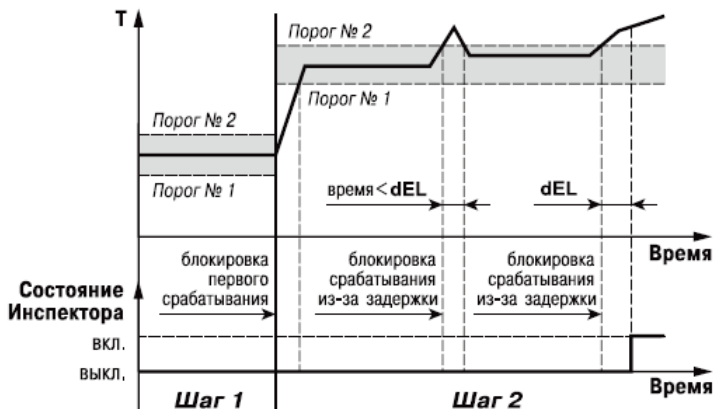 T
Порог № 2
Порог № 1
Порог № 2
Порог № 1
время < dEL
dEL
Время
блокировка
первого
срабатывания
блокировка
срабатывания
из-за задержки
блокировка
срабатывания
из-за задержки
Состояние
Инспектора
вкл.
выкл.
Время
Шаг 1
Шаг 2